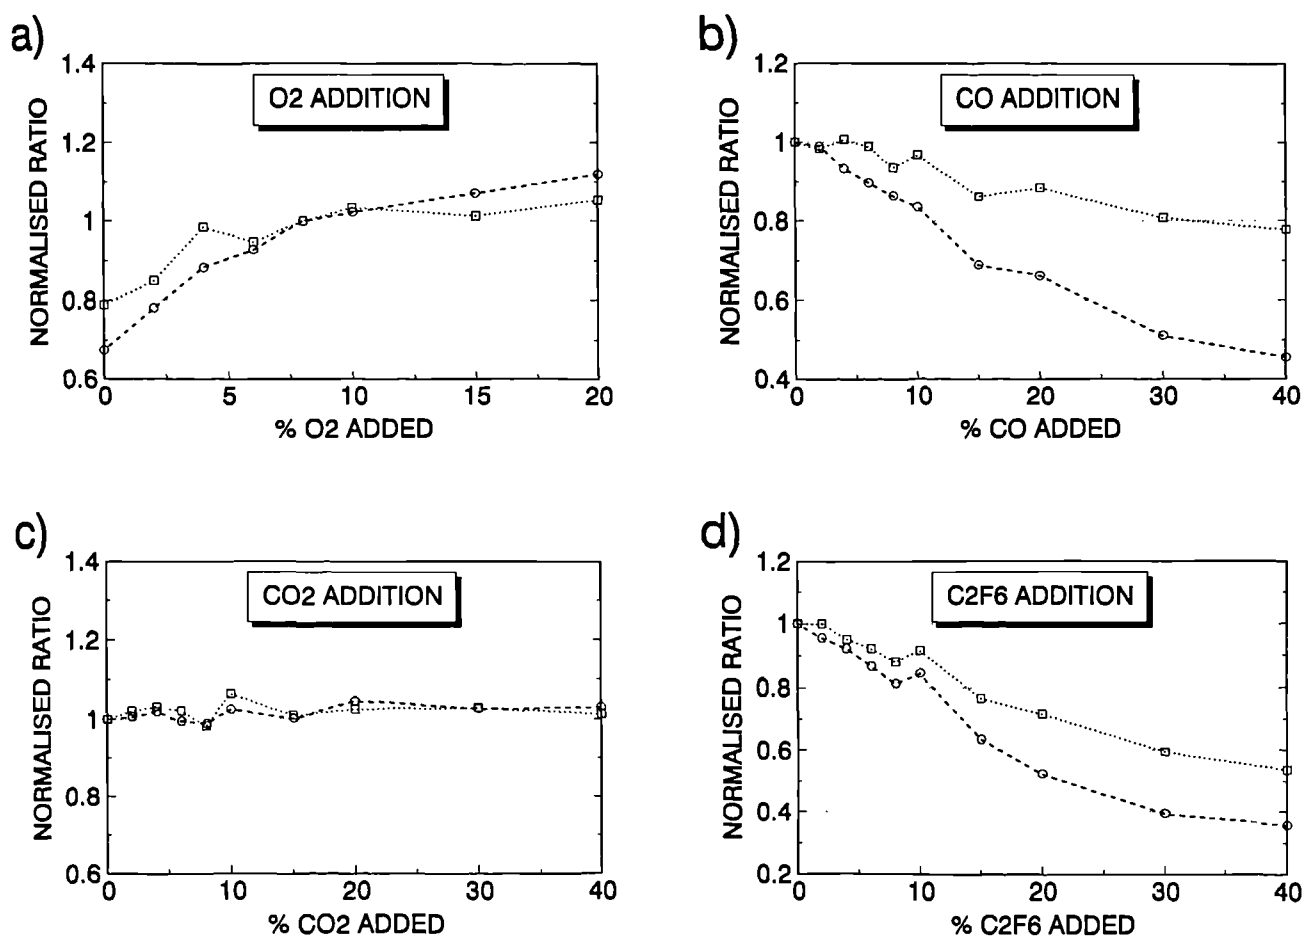 a)
O2 ADDITION
NORMALISED RATIO
1.4
1.2
1
0.8
0.6
0 5 10 15 20
% O2 ADDED
b)
CO ADDITION
NORMALISED RATIO
1.2
1
0.8
0.6
0.4
0 10 20 30 40
% CO ADDED
c)
CO2 ADDITION
NORMALISED RATIO
1.4
1.2
1
0.8
0.6
0 10 20 30 40
% CO2 ADDED
d)
C2F6 ADDITION
NORMALISED RATIO
1.2
1
0.8
0.6
0.4
0.2
0 10 20 30 40
% C2F6 ADDED